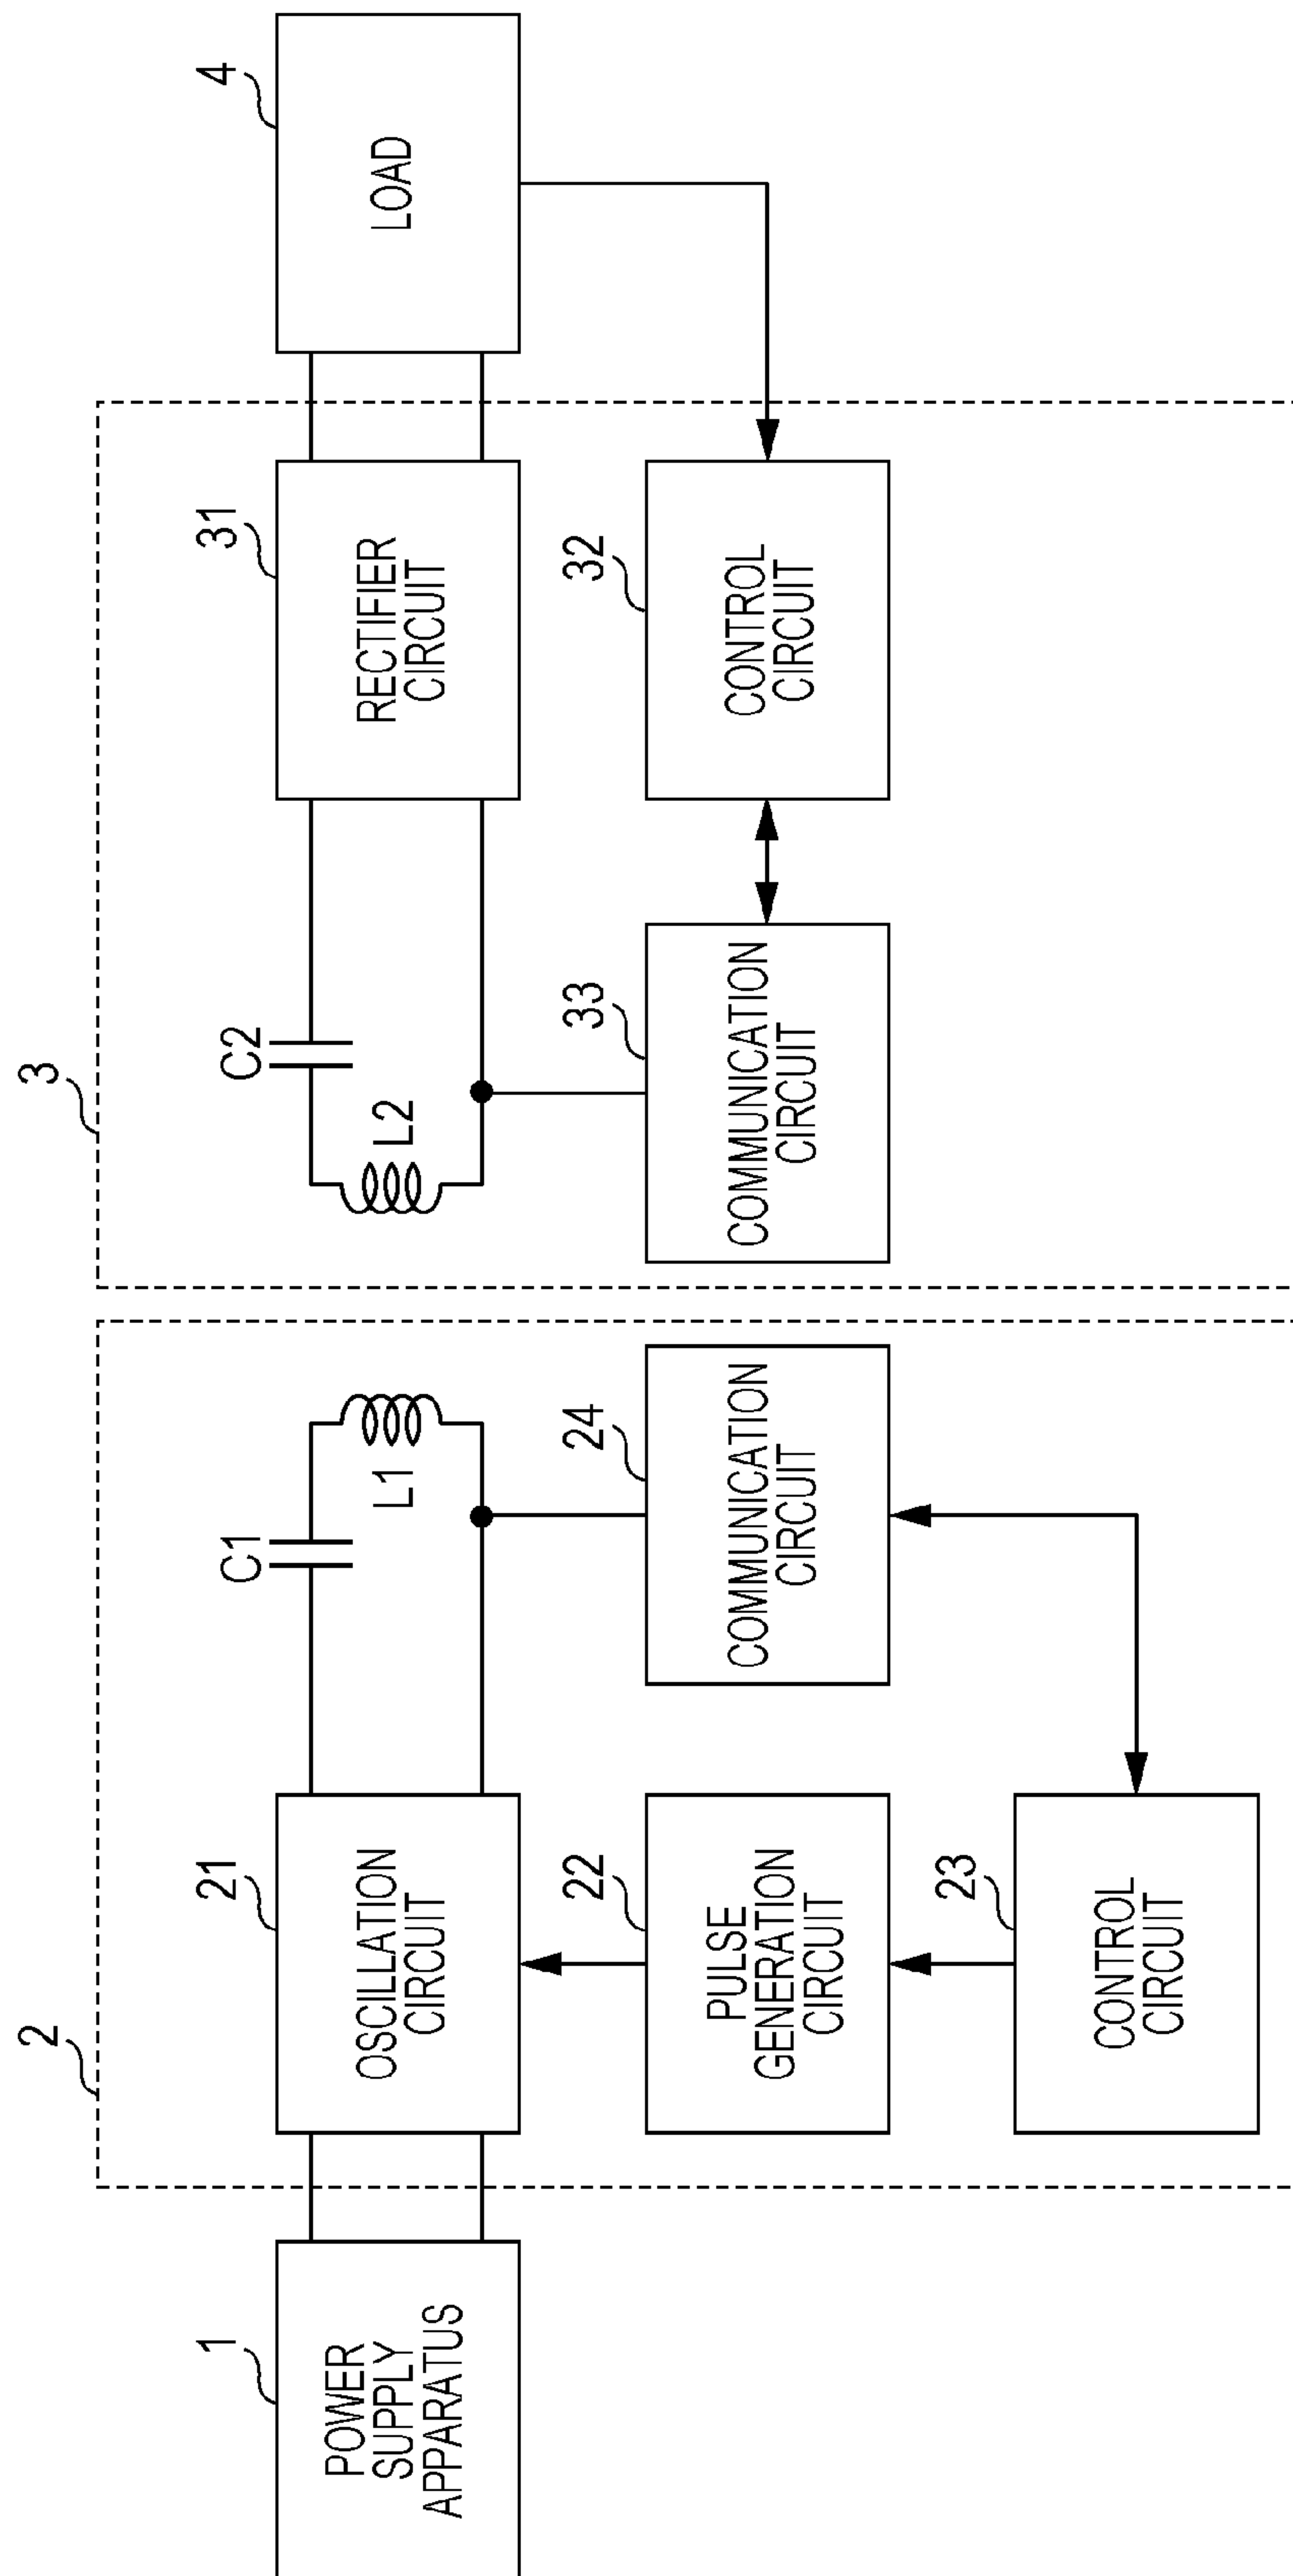 2
3
1
POWER
SUPPLY
APPARATUS
21
OSCILLATION
CIRCUIT
C1
L1
C2
L2
31
RECTIFIER
CIRCUIT
4
LOAD
22
PULSE
GENERATION
CIRCUIT
24
COMMUNICATION
CIRCUIT
33
COMMUNICATION
CIRCUIT
32
CONTROL
CIRCUIT
23
CONTROL
CIRCUIT